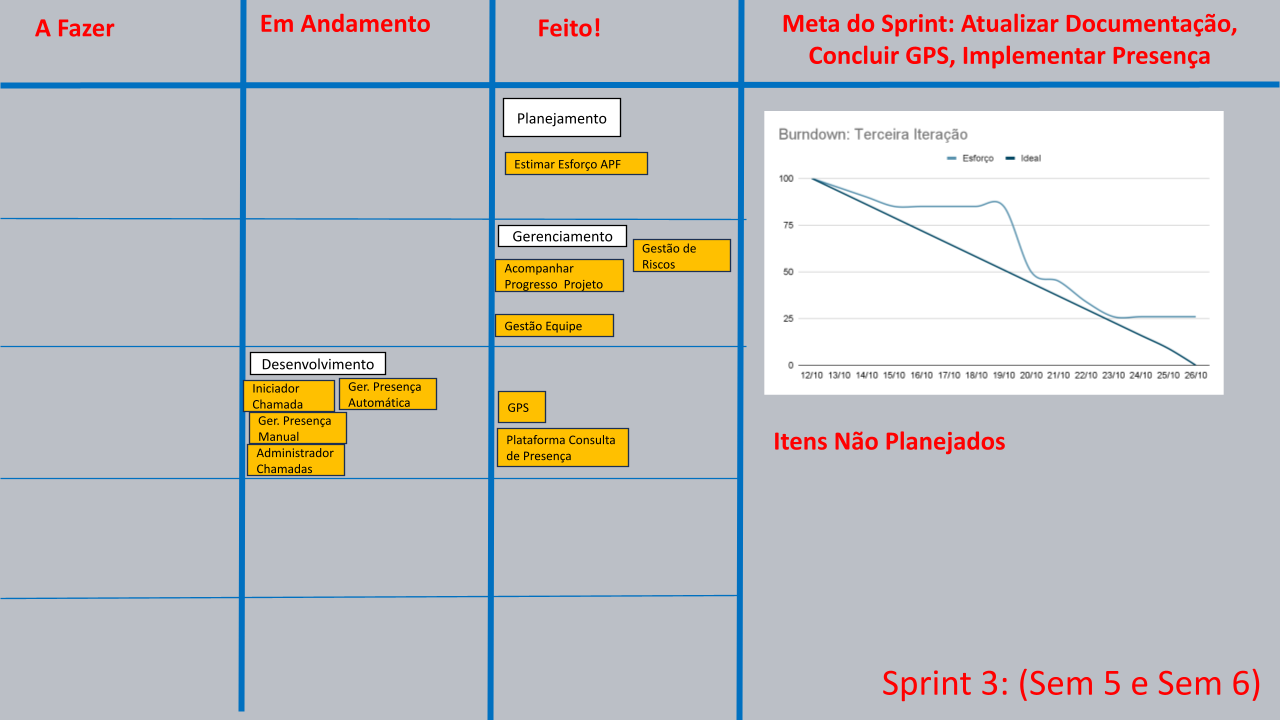 A Fazer
Em Andamento
Feito!
Meta do Sprint: Atualizar Documentação,
Concluir GPS, Implementar Presença
Planejamento
Estimar Esforço APF
Gerenciamento
Gestão de
Riscos
Acompanhar
Progresso Projeto
Gestão Equipe
Desenvolvimento
Iniciador
Chamada
Ger. Presença
Automática
Ger. Presença
Manual
Administrador
Chamadas
GPS
Plataforma Consulta
de Presença
Burndown: Terceira Iteração
Esforço
Ideal
100
75
50
25
0
12/10 13/10 14/10 15/10 16/10 17/10 18/10 19/10 20/10 21/10 22/10 23/10 24/10 25/10 26/10
Itens Não Planejados
Sprint 3: (Sem 5 e Sem 6)